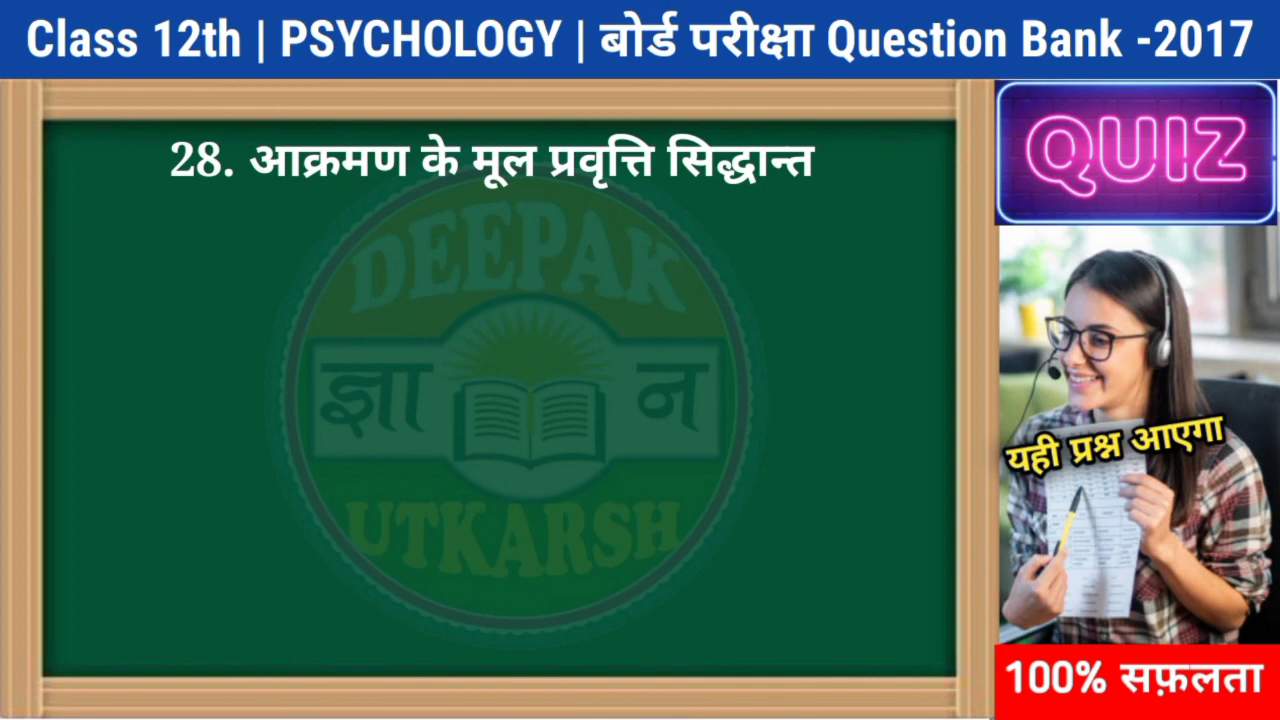 Class 12th | PSYCHOLOGY | बोर्ड परीक्षा Question Bank -2017
28. आक्रमण के मूल प्रवृत्ति सिद्धान्त
QUIZ
DEEPAK
ज्ञा न
UTKARSH
यही प्रश्न आएगा
100% सफ़लता